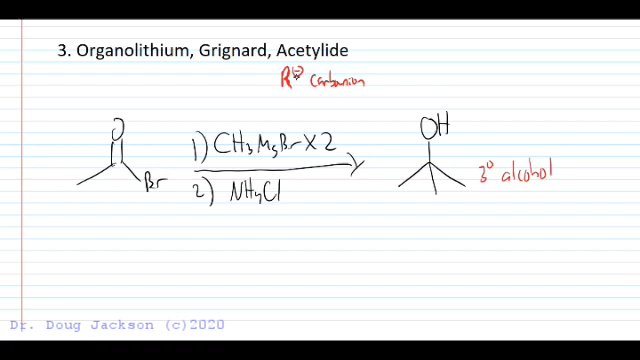 3. Organolithium, Grignard, Acetylide
R⊖ carbanion
O
Br
1) CH3MgBr X 2
2) NH4Cl
OH
3° alcohol
Dr. Doug Jackson (c)2020